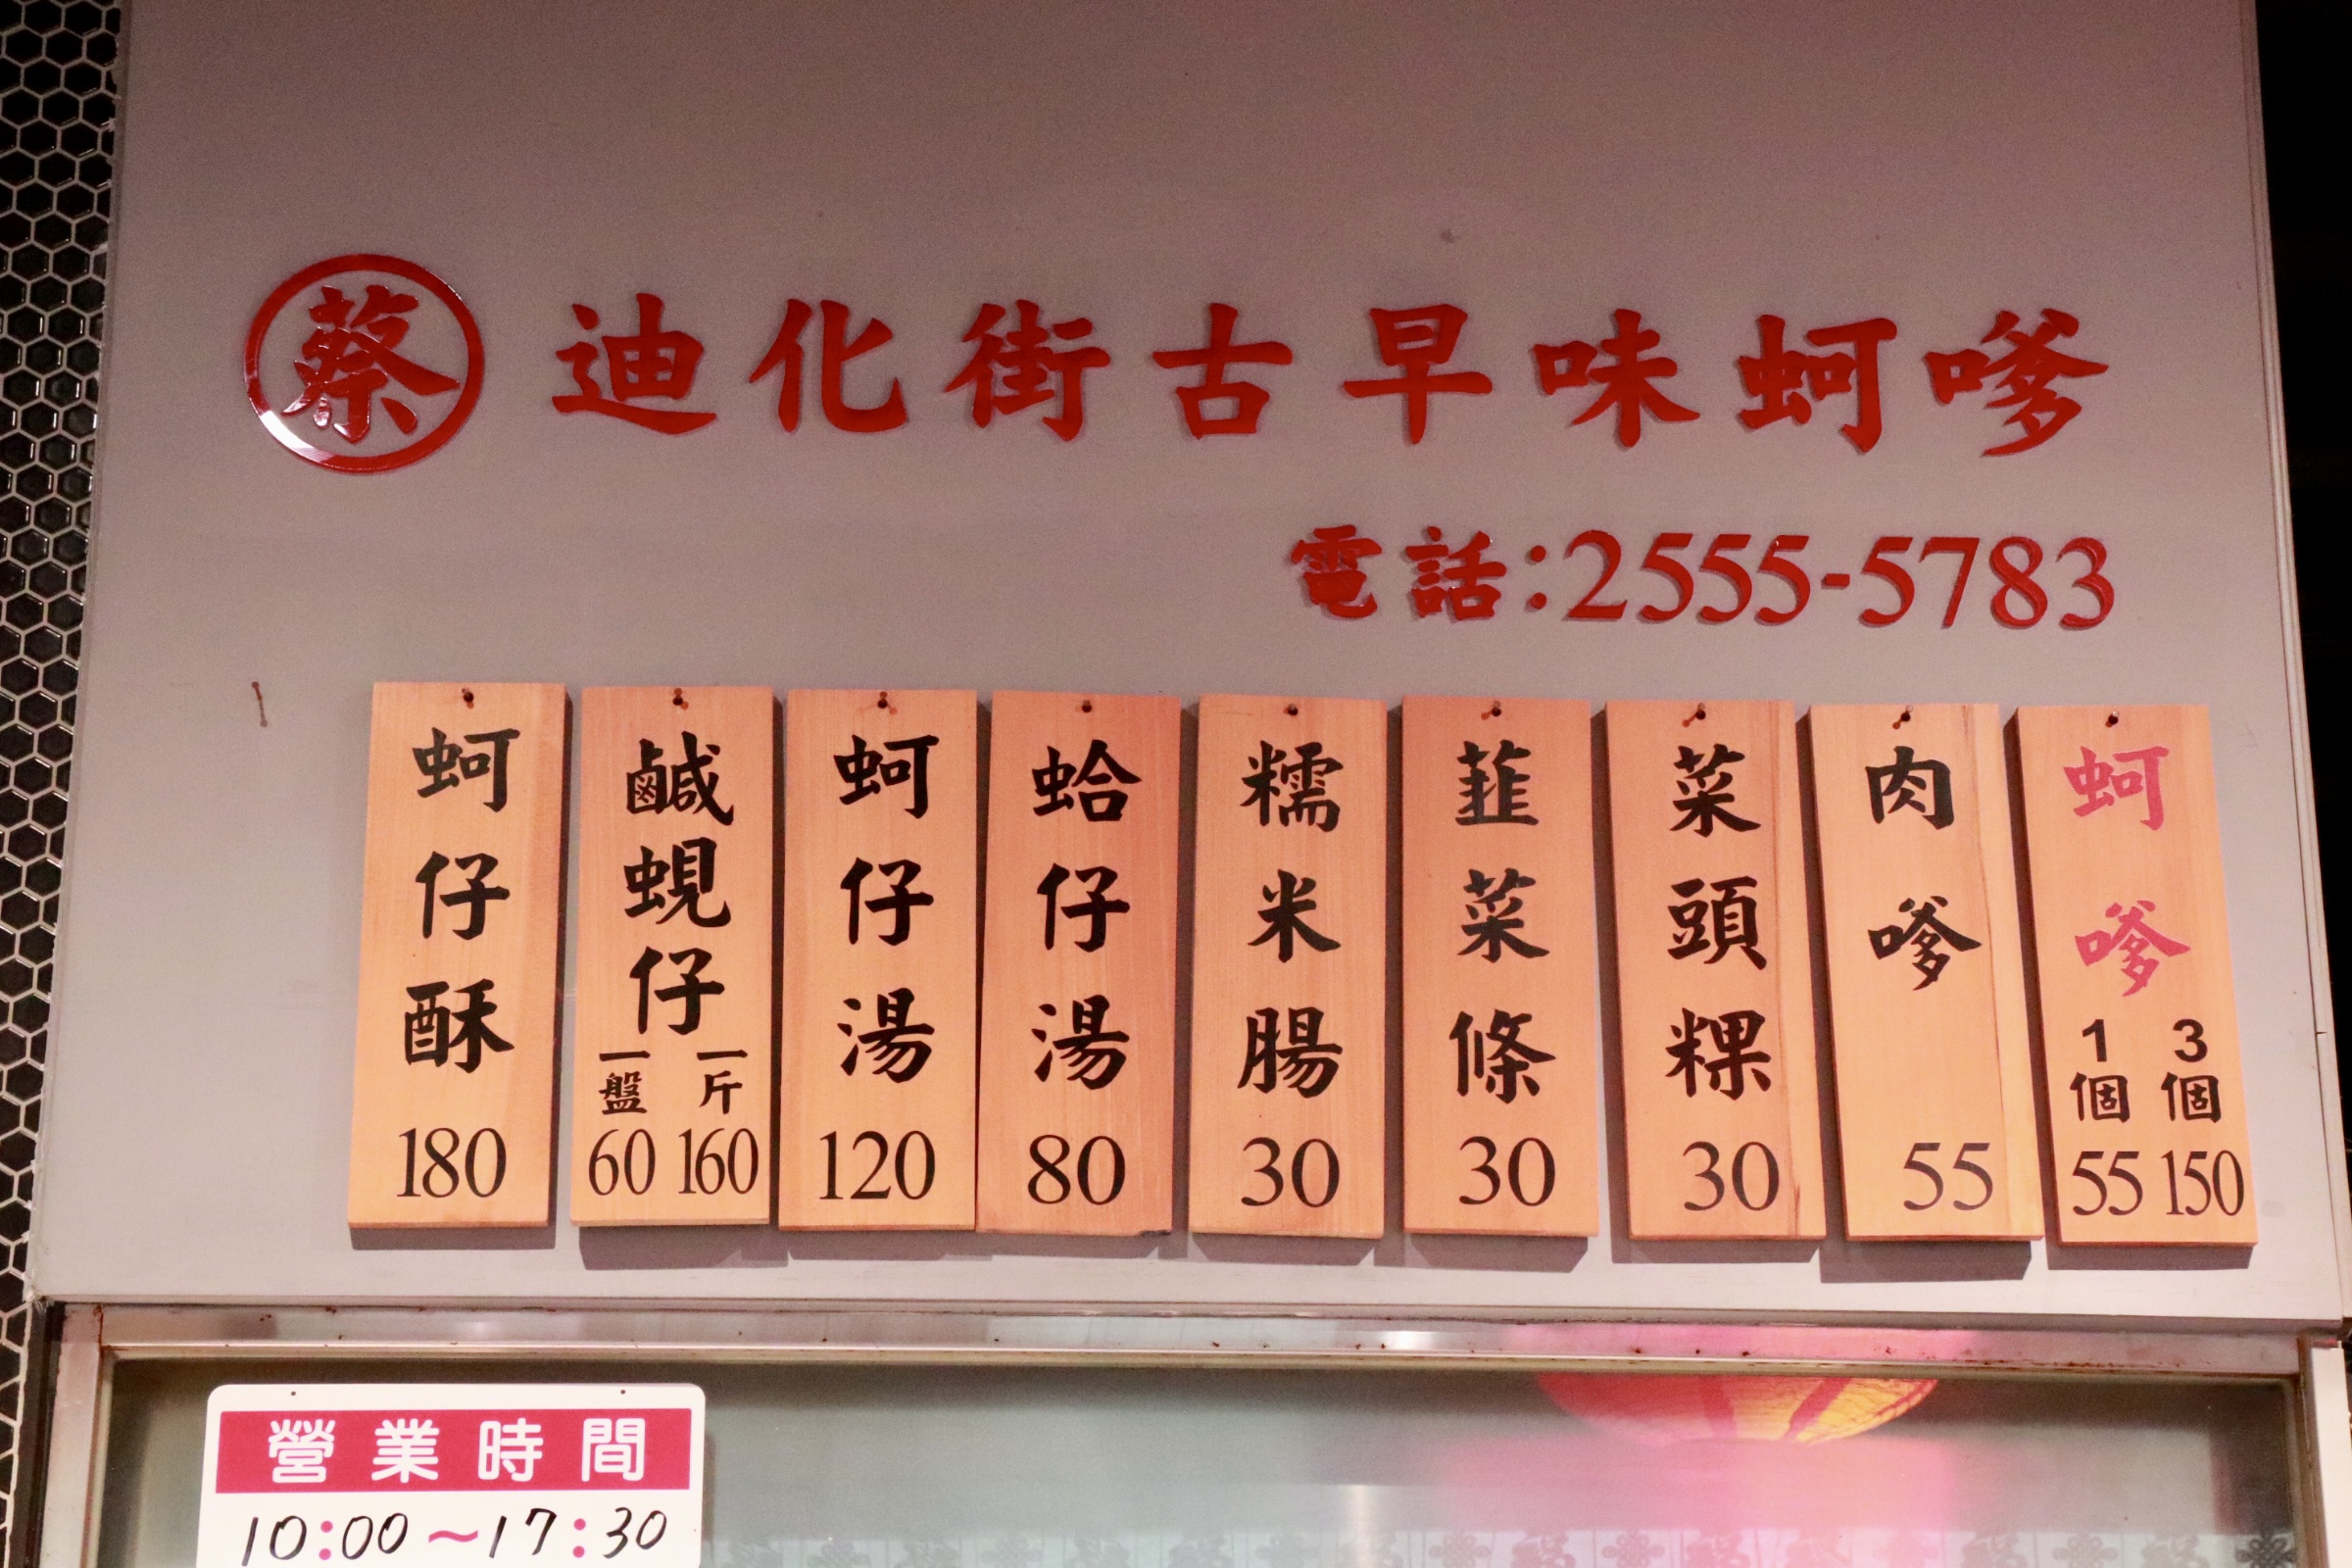 蔡 迪化街古早味蚵嗲
電話:2555-5783
蚵嗲 1個 55 3個 150
肉嗲 55
菜頭粿 30
韮菜條 30
糯米腸 30
蛤仔湯 80
蚵仔湯 120
鹹蜆仔 一斤 160 一盤 60
蚵仔酥 180
營業時間
10:00~17:30